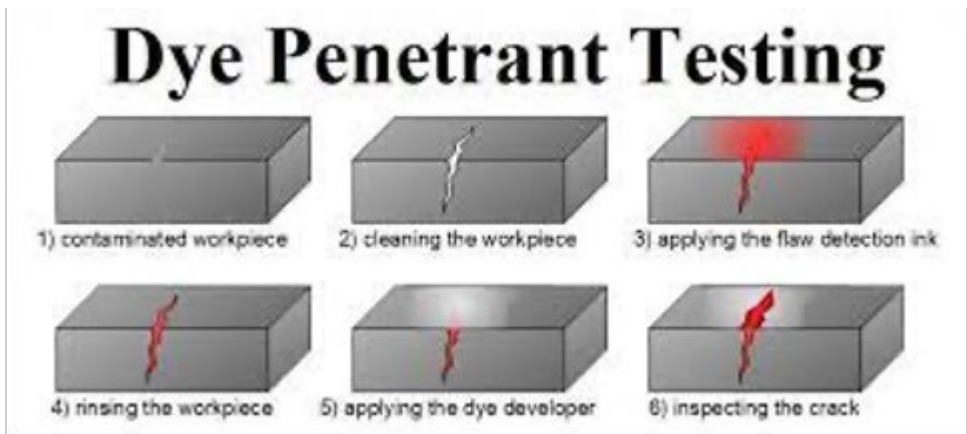 Dye Penetrant Testing
1) contaminated workpiece
2) cleaning the workpiece
3) applying the flaw detection ink
4) rinsing the workpiece
5) applying the dye developer
6) inspecting the crack